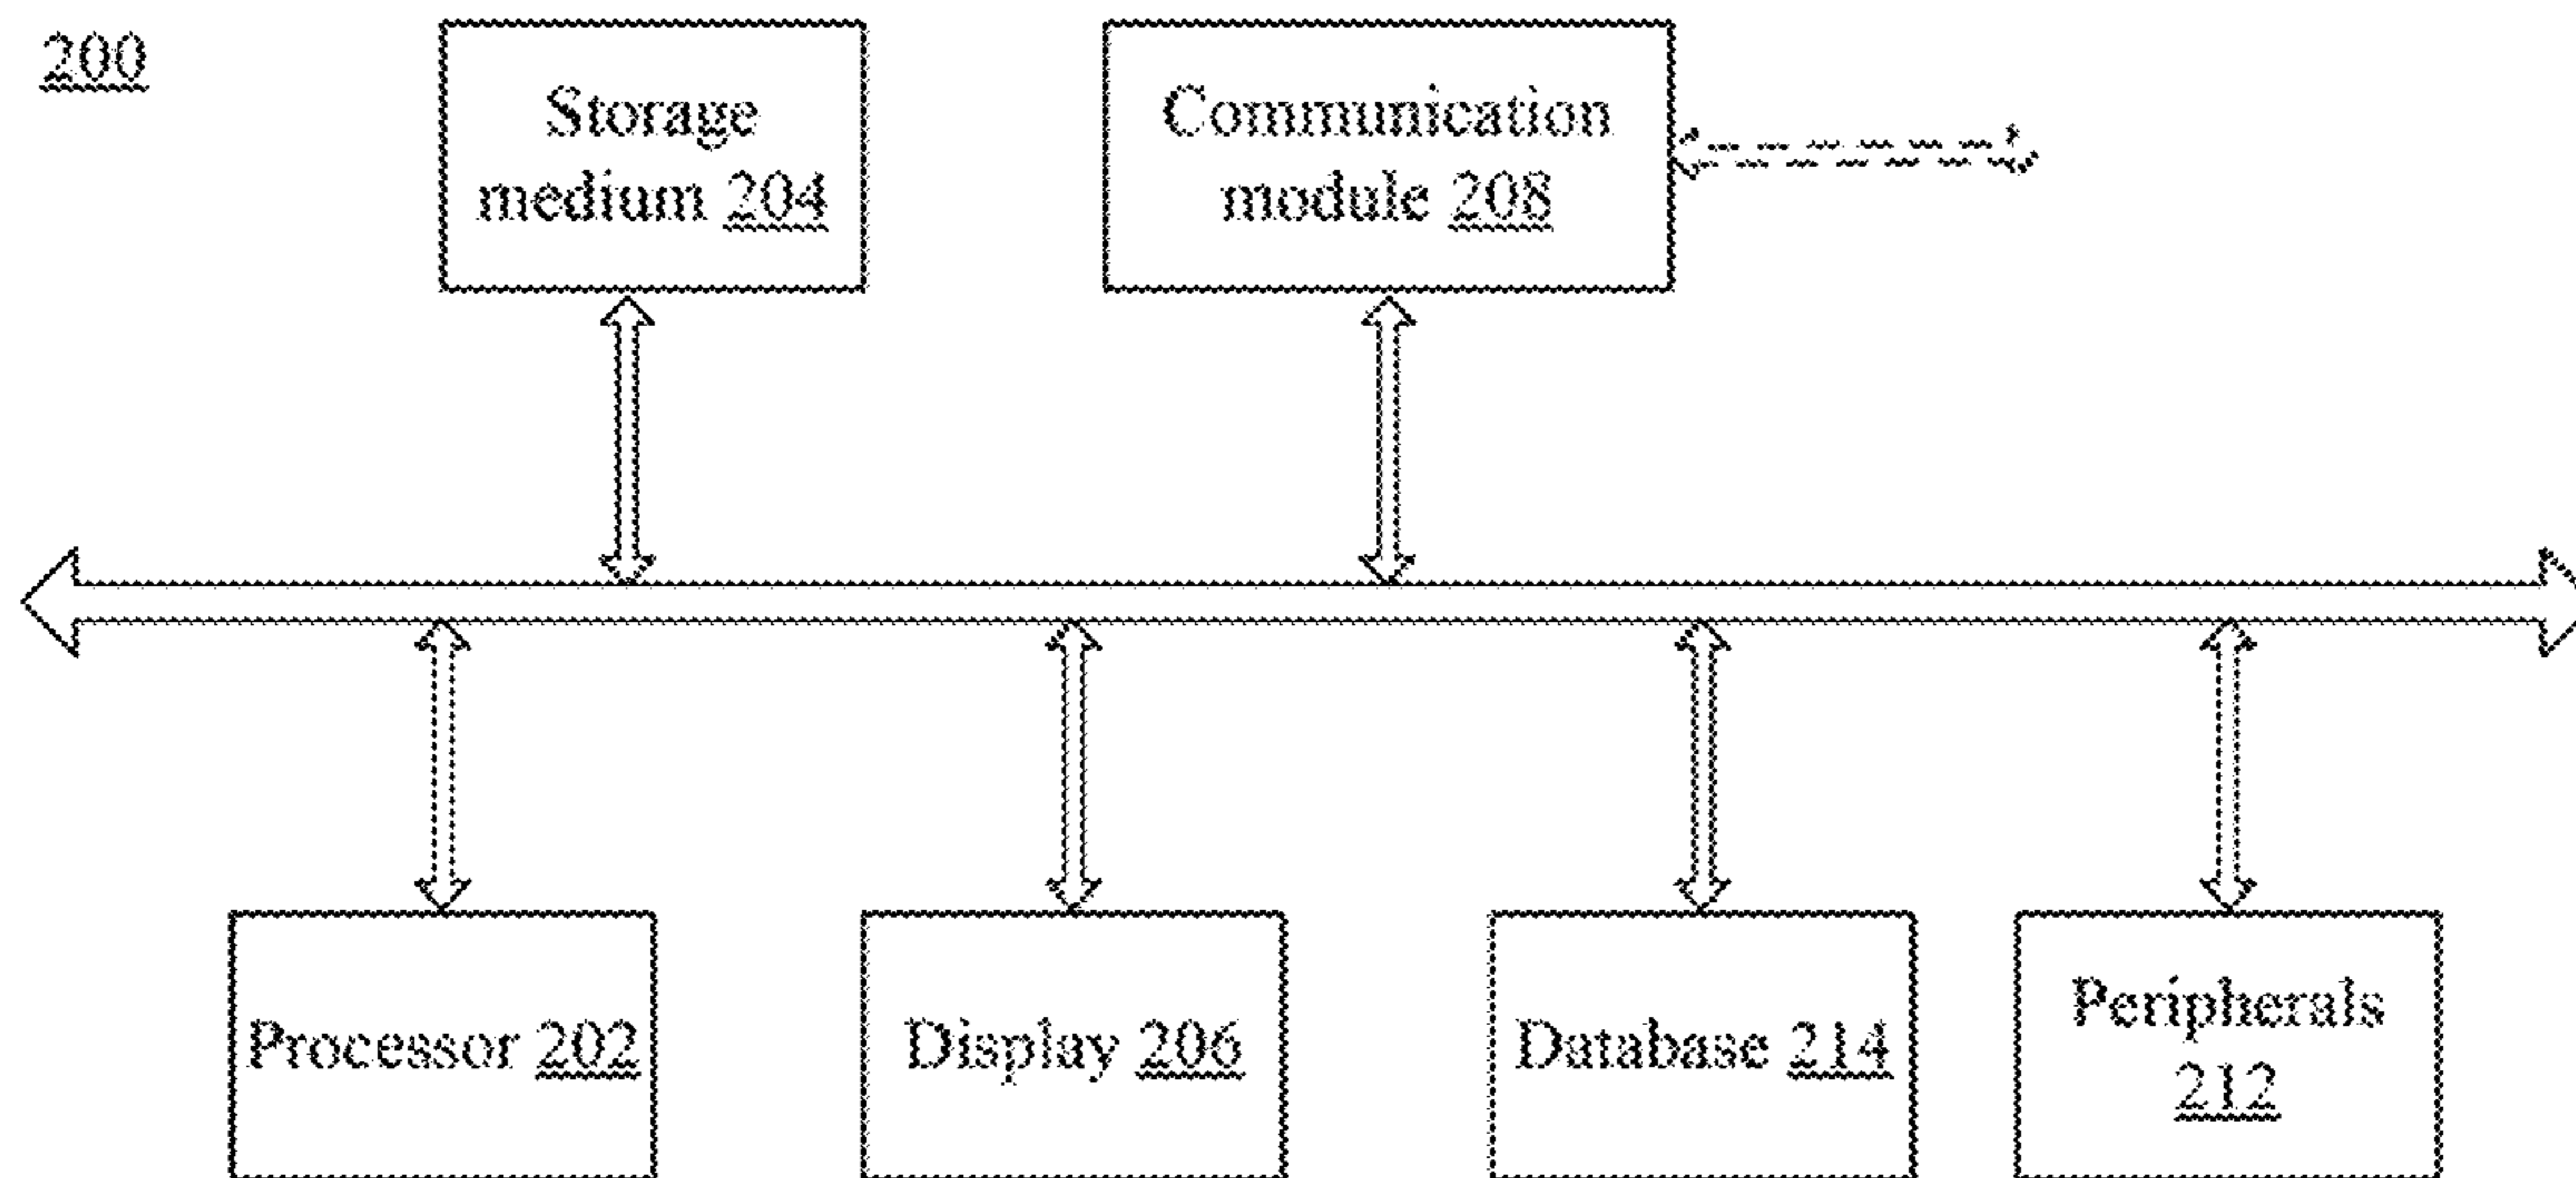 200
Storage
medium 204
Communication
module 208
Processor 202
Display 206
Database 214
Peripherals
212